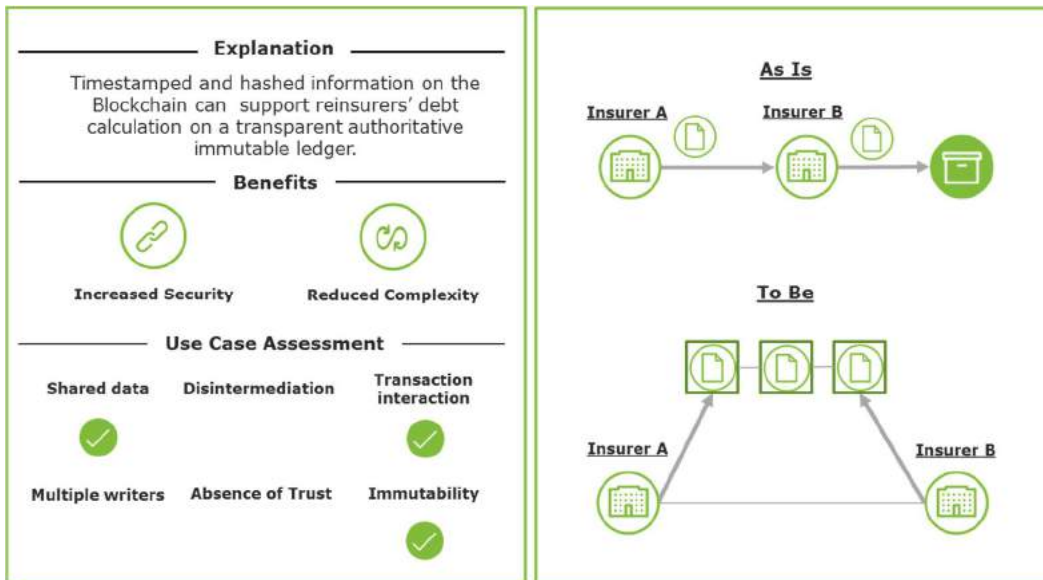 Explanation
Timestamped and hashed information on the
Blockchain can support reinsurers' debt
calculation on a transparent authoritative
immutable ledger.
Benefits
Increased Security
Reduced Complexity
Use Case Assessment
Shared data
Disintermediation
Transaction
interaction
Multiple writers
Absence of Trust
Immutability
As Is
Insurer A
Insurer B
To Be
Insurer A
Insurer B